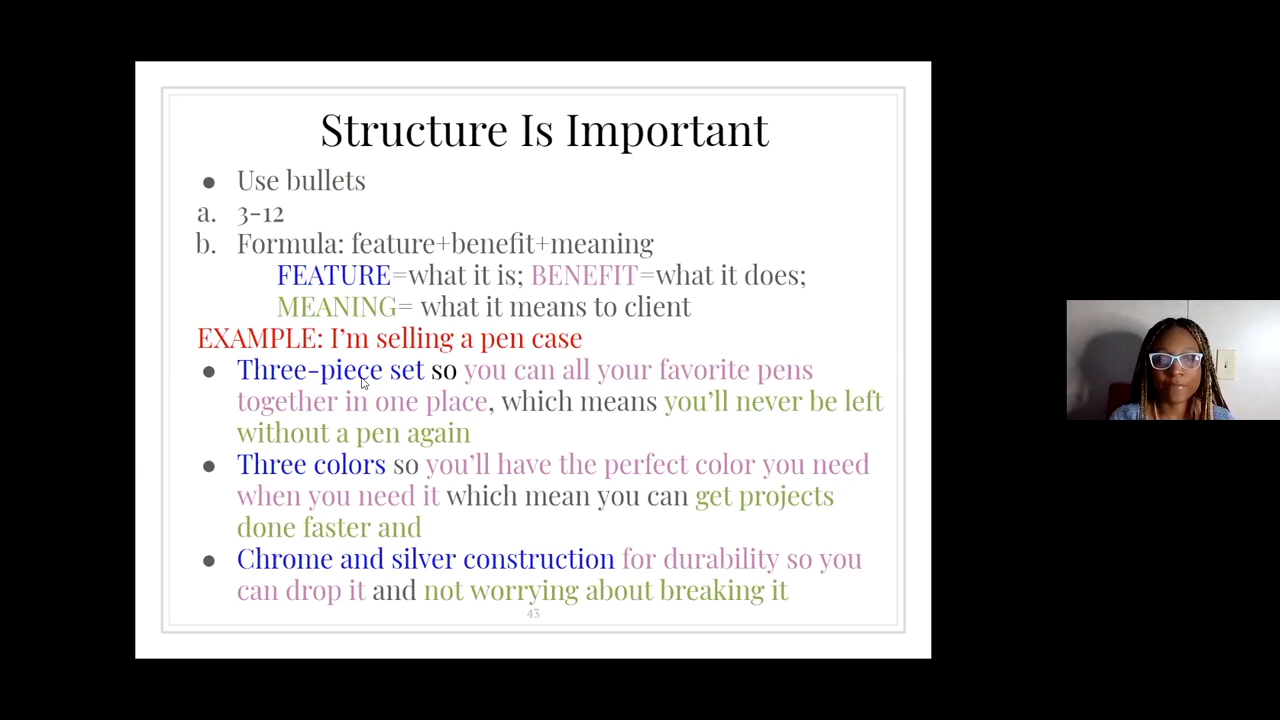 Structure Is Important
● Use bullets
a. 3-12
b. Formula: feature+benefit+meaning
FEATURE=what it is; BENEFIT=what it does;
MEANING= what it means to client
EXAMPLE: I’m selling a pen case
● Three-piece set so you can all your favorite pens
together in one place, which means you’ll never be left
without a pen again
● Three colors so you’ll have the perfect color you need
when you need it which mean you can get projects
done faster and
● Chrome and silver construction for durability so you
can drop it and not worrying about breaking it
43